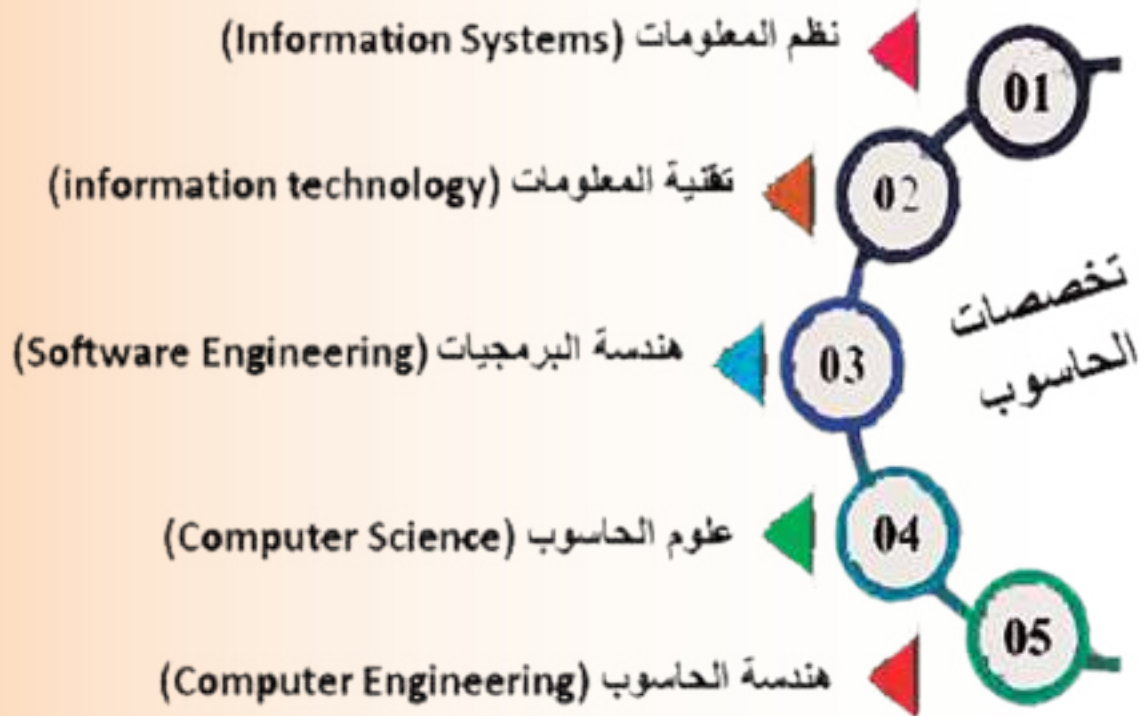 تخصصات
الحاسوب
01
نظم المعلومات (Information Systems)
02
تقنية المعلومات (information technology)
03
هندسة البرمجيات (Software Engineering)
04
علوم الحاسوب (Computer Science)
05
هندسة الحاسوب (Computer Engineering)